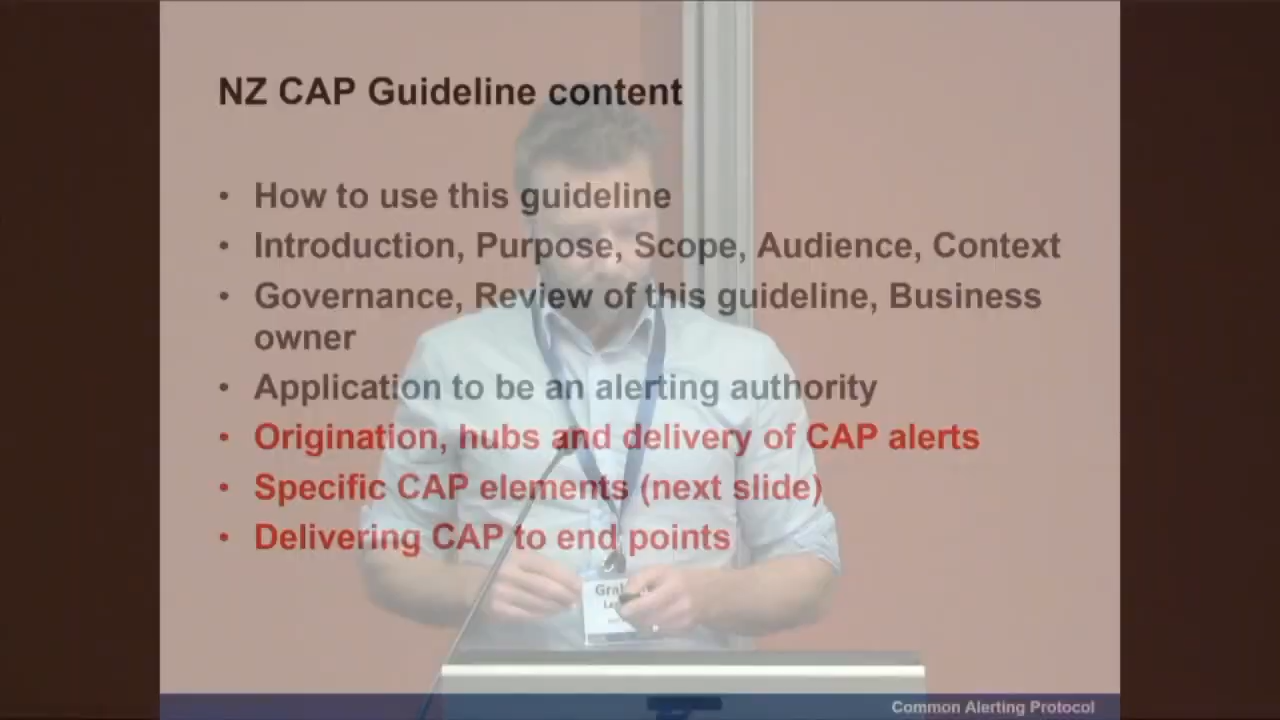 NZ CAP Guideline content
• How to use this guideline
• Introduction, Purpose, Scope, Audience, Context
• Governance, Review of this guideline, Business
owner
• Application to be an alerting authority
• Origination, hubs and delivery of CAP alerts
• Specific CAP elements (next slide)
• Delivering CAP to end points
Common Alerting Protocol